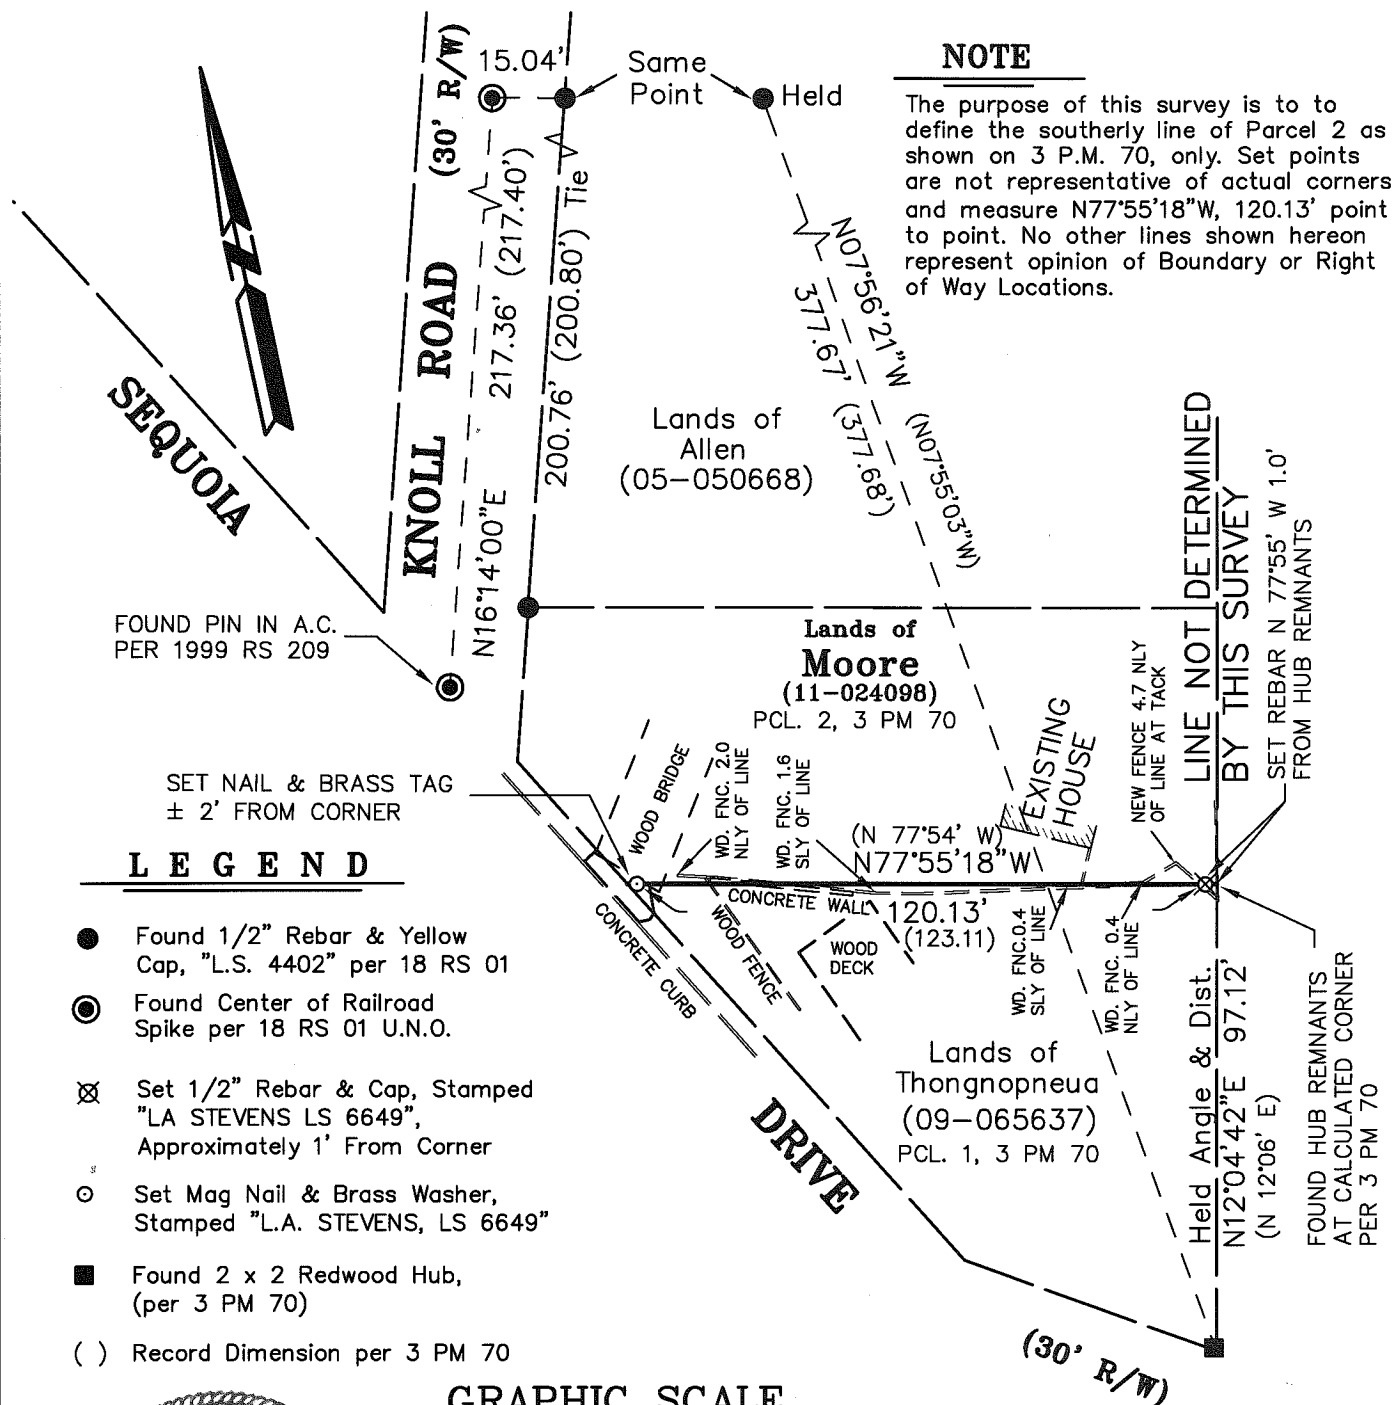 NOTE
The purpose of this survey is to to
define the southerly line of Parcel 2 as
shown on 3 P.M. 70, only. Set points
are not representative of actual corners
and measure N77°55'18"W, 120.13' point
to point. No other lines shown hereon
represent opinion of Boundary or Right
of Way Locations.
15.04'
Same
Point
Held
KNOLL ROAD (30' R/W)
N16°14'00"E 217.36' (217.40')
200.76' (200.80') Tie
N07°56'21"W
(N07°55'03"W)
377.67' (377.68')
SEQUOIA
Lands of
Allen
(05-050668)
LINE NOT DETERMINED
BY THIS SURVEY
SET REBAR N 77°55' W 1.0'
FROM HUB REMNANTS
FOUND PIN IN A.C.
PER 1999 RS 209
Lands of
Moore
(11-024098)
PCL. 2, 3 PM 70
NEW FENCE 4.7 NLY
OF LINE AT TACK
EXISTING
HOUSE
SET NAIL & BRASS TAG
± 2' FROM CORNER
WOOD BRIDGE
WD. FNC. 2.0
NLY OF LINE
WD. FNC. 1.6
SLY OF LINE
(N 77°54' W)
N77°55'18"W
120.13'
(123.11)
CONCRETE WALL
CONCRETE CURB
WOOD FENCE
WOOD
DECK
WD. FNC.0.4
SLY OF LINE
WD. FNC. 0.4
NLY OF LINE
Held Angle & Dist.
N12°04'42"E 97.12'
(N 12°06' E)
FOUND HUB REMNANTS
AT CALCULATED CORNER
PER 3 PM 70
Lands of
Thongnopneua
(09-065637)
PCL. 1, 3 PM 70
DRIVE
(30' R/W)
LEGEND
Found 1/2" Rebar & Yellow
Cap, "L.S. 4402" per 18 RS 01
Found Center of Railroad
Spike per 18 RS 01 U.N.O.
Set 1/2" Rebar & Cap, Stamped
"LA STEVENS LS 6649",
Approximately 1' From Corner
Set Mag Nail & Brass Washer,
Stamped "L.A. STEVENS, LS 6649"
Found 2 x 2 Redwood Hub,
(per 3 PM 70)
( ) Record Dimension per 3 PM 70
GRAPHIC SCALE